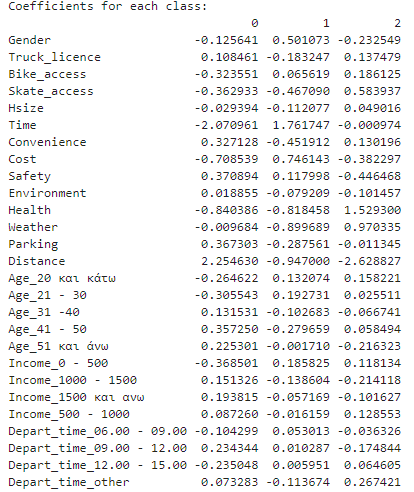 Coefficients for each class:
0 1 2
Gender -0.125641 0.501073 -0.232549
Truck_licence 0.108461 -0.183247 0.137479
Bike_access -0.323551 0.065619 0.186125
Skate_access -0.362933 -0.467090 0.583937
Hsize -0.029394 -0.112077 0.049016
Time -2.070961 1.761747 -0.000974
Convenience 0.327128 -0.451912 0.130196
Cost -0.708539 0.746143 -0.382297
Safety 0.370894 0.117998 -0.446468
Environment 0.018855 -0.079209 -0.101457
Health -0.840386 -0.818458 1.529300
Weather -0.009684 -0.899689 0.970335
Parking 0.367303 -0.287561 -0.011345
Distance 2.254630 -0.947000 -2.628827
Age_20 και κάτω -0.264622 0.132074 0.158221
Age_21 - 30 -0.305543 0.192731 0.025511
Age_31 -40 0.131531 -0.102683 -0.066741
Age_41 - 50 0.357250 -0.279659 0.058494
Age_51 και άνω 0.225301 -0.001710 -0.216323
Income_0 - 500 -0.368501 0.185825 0.118134
Income_1000 - 1500 0.151326 -0.138604 -0.214118
Income_1500 και ανω 0.193815 -0.057169 -0.101627
Income_500 - 1000 0.087260 -0.016159 0.128553
Depart_time_06.00 - 09.00 -0.104299 0.053013 -0.036326
Depart_time_09.00 - 12.00 0.234344 0.010287 -0.174844
Depart_time_12.00 - 15.00 -0.235048 0.005951 0.064605
Depart_time_other 0.073283 -0.113674 0.267421